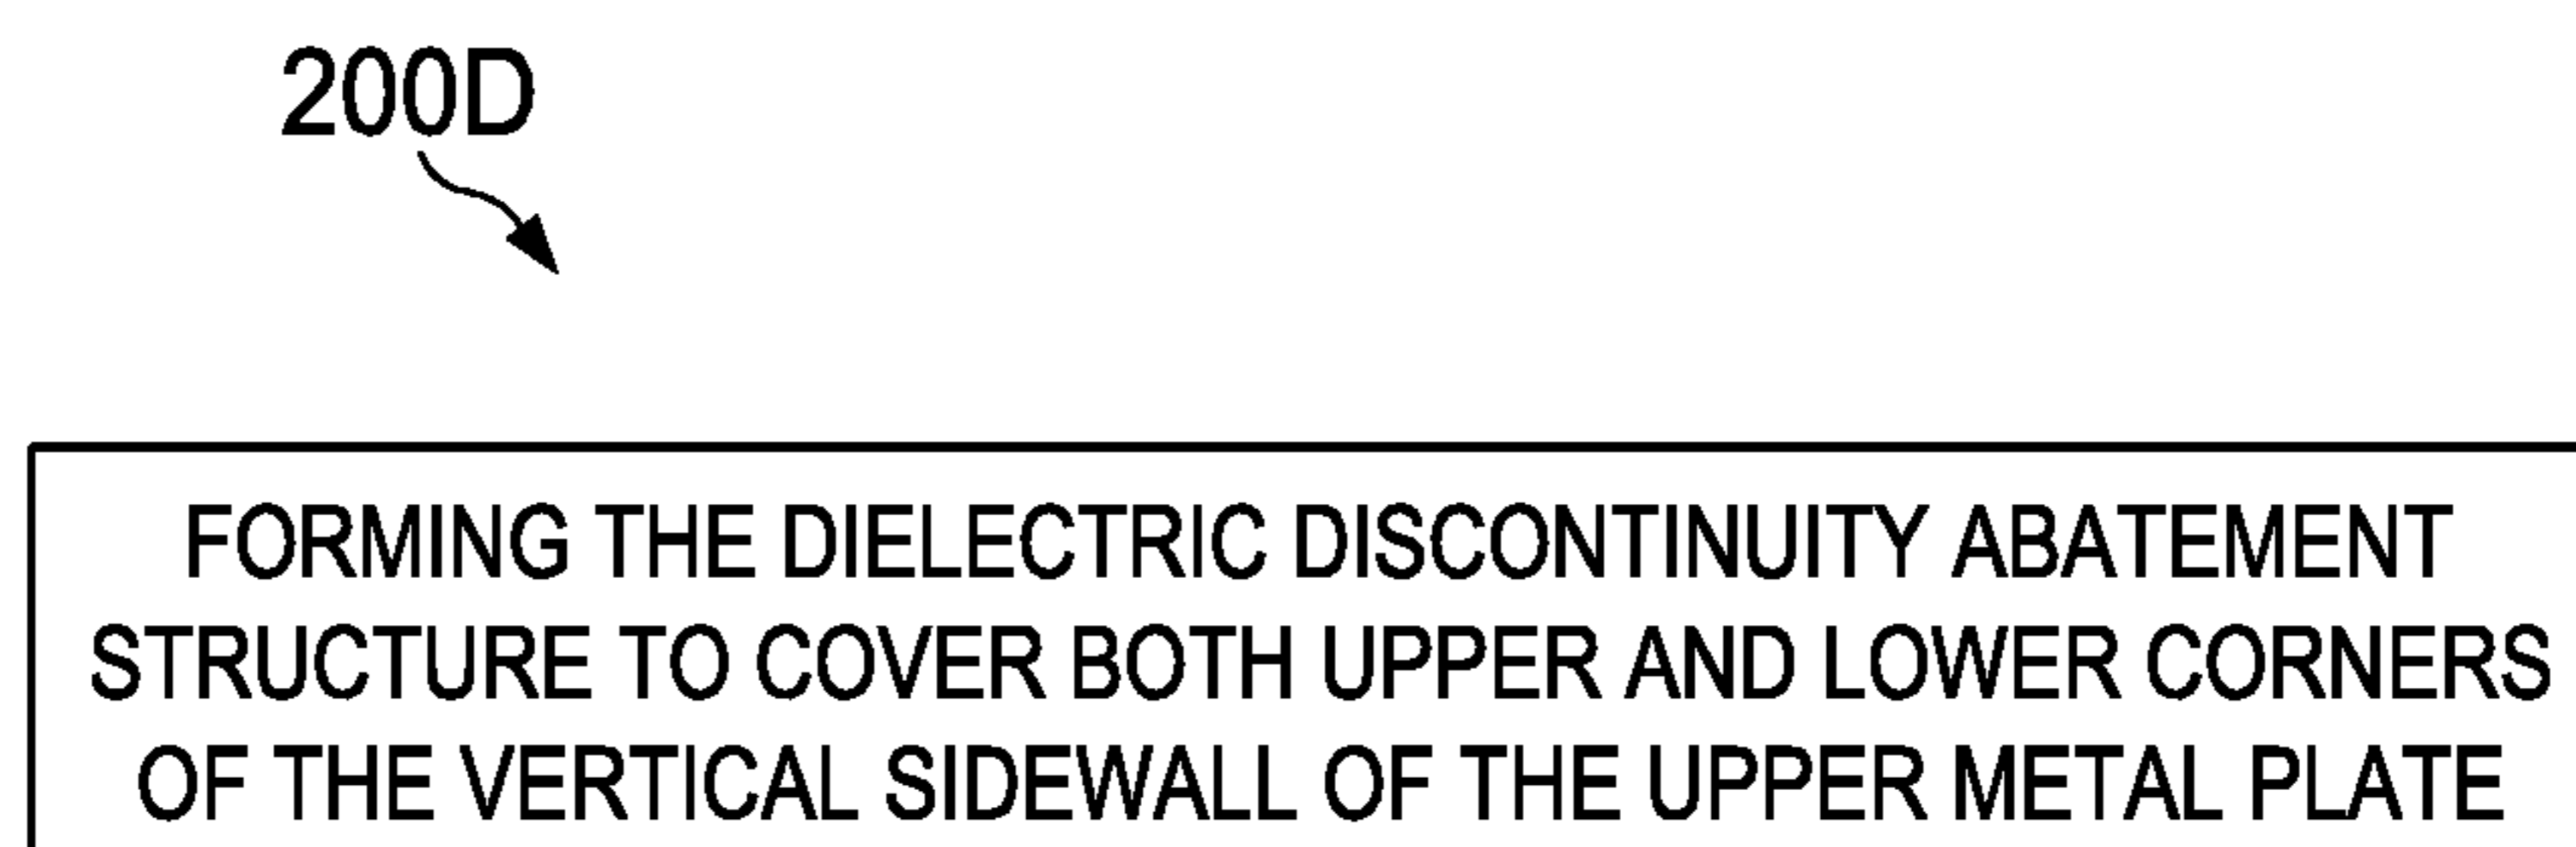 200D
FORMING THE DIELECTRIC DISCONTINUITY ABATEMENT
STRUCTURE TO COVER BOTH UPPER AND LOWER CORNERS
OF THE VERTICAL SIDEWALL OF THE UPPER METAL PLATE